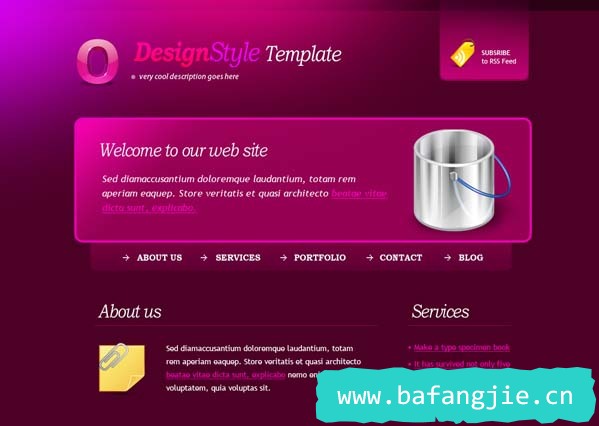 O
DesignStyle Template
very cool description goes here
SUBSRIBE
to RSS Feed
Welcome to our web site
Sed diamaccusantium doloremque laudantium, totam rem
aperiam eaquep. Store veritatis et quasi architecto beatae vitae
dicta sunt, explicabo.
ABOUT US
SERVICES
PORTFOLIO
CONTACT
BLOG
About us
Sed diamaccusantium doloremque laudantium, totam
rem aperiam eaquep. Store veritatis et quasi architecto
beatae vitae dicta sunt, explicabo nemo eni
voluptatem, quia voluptas sit.
Services
+ Make a type specimen book
+ It has survived not only five
www.bafangjie.cn